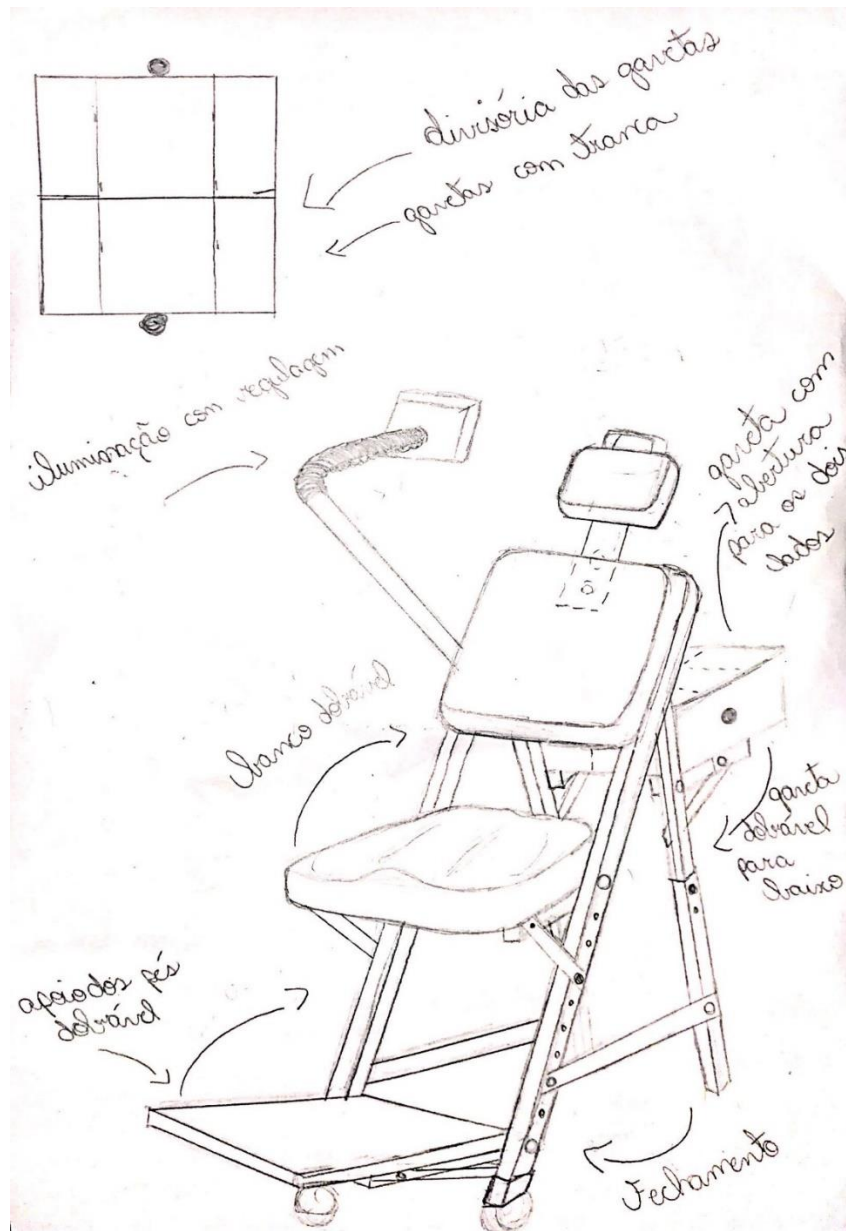 divisória das gavetas
gavetas com tranca
iluminação com regulagem
gaveta com
abertura
para os dois
lados
banco dobrável
gaveta
dobrável
para
baixo
apoio dos pés
dobrável
Fechamento